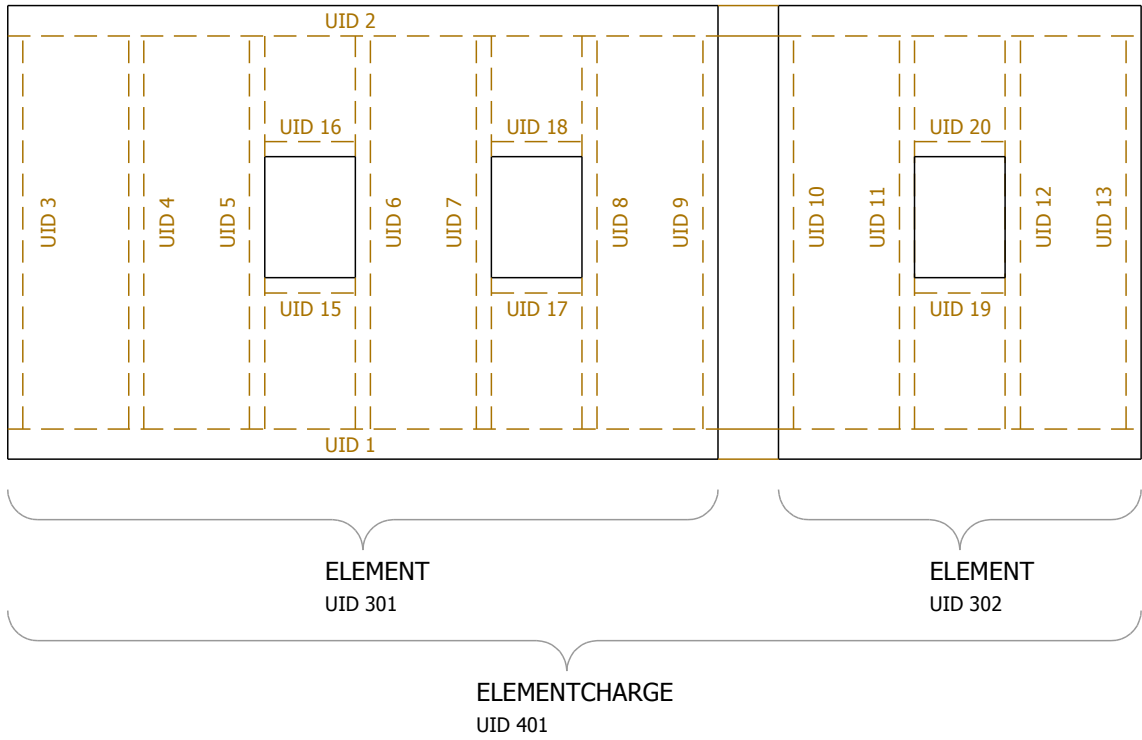 UID 2
UID 16
UID 18
UID 20
UID 3
UID 4
UID 5
UID 6
UID 7
UID 8
UID 9
UID 10
UID 11
UID 12
UID 13
UID 15
UID 17
UID 19
UID 1
ELEMENT
UID 301
ELEMENT
UID 302
ELEMENTCHARGE
UID 401